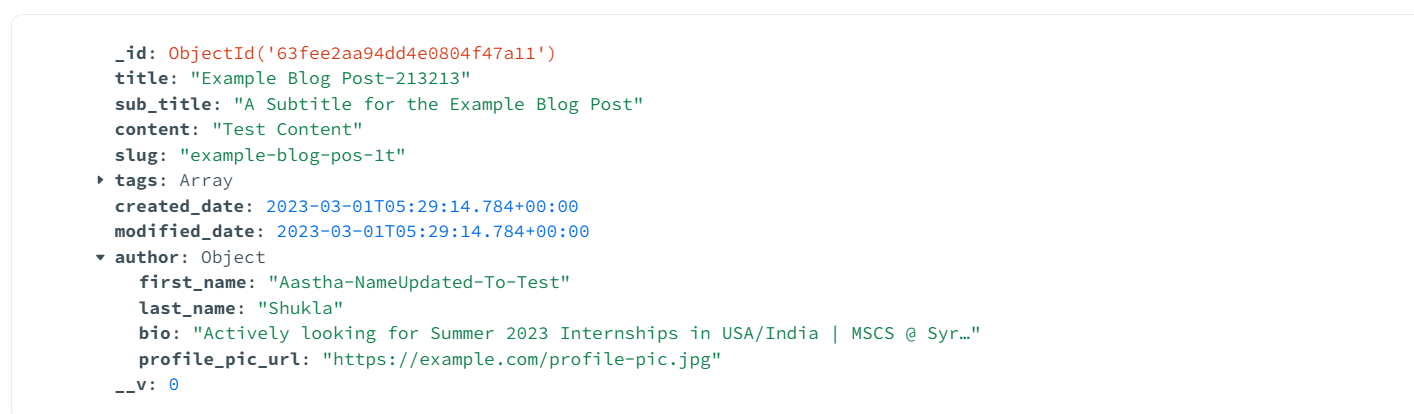 _id: ObjectId('63fee2aa94dd4e0804f47a11')
title: "Example Blog Post-213213"
sub_title: "A Subtitle for the Example Blog Post"
content: "Test Content"
slug: "example-blog-pos-1t"
tags: Array
created_date: 2023-03-01T05:29:14.784+00:00
modified_date: 2023-03-01T05:29:14.784+00:00
author: Object
first_name: "Aastha-NameUpdated-To-Test"
last_name: "Shukla"
bio: "Actively looking for Summer 2023 Internships in USA/India | MSCS @ Syr…"
profile_pic_url: "https://example.com/profile-pic.jpg"
__v: 0